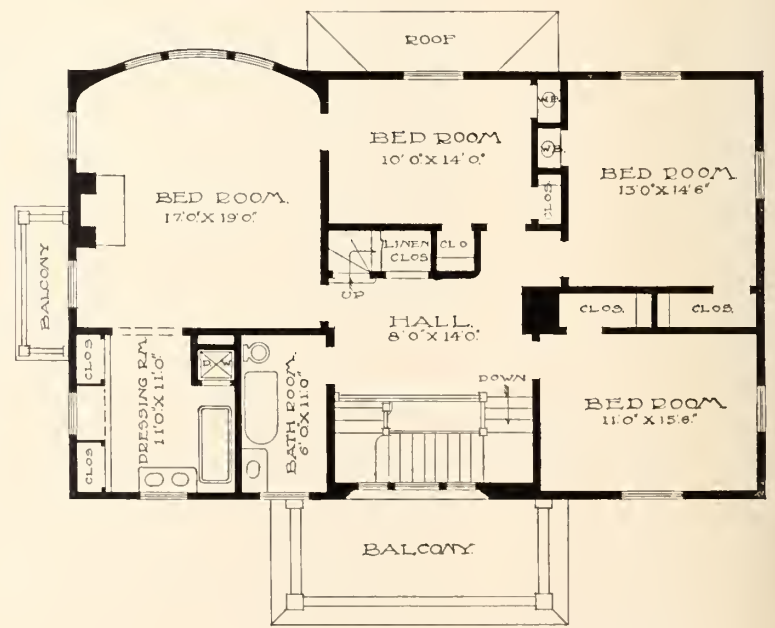 ROOF
BED ROOM
10' 0" X 14' 0."
W.B.
W.B.
CLOS
BED ROOM.
13'0" X 14' 6"
BED ROOM.
17'.0" X 19' 0"
BALCONY
LINEN
CLOS
CLO
UP
HALL.
8' 0" X 14' 0."
CLOS.
CLOS.
DOWN
CLOS
DRESSING RM.
11' 0" X 11' 0."
D W
BATH ROOM.
6' 0" X 11' 0"
BED ROOM.
11' 0" X 15' 6"
CLOS
BALCONY.